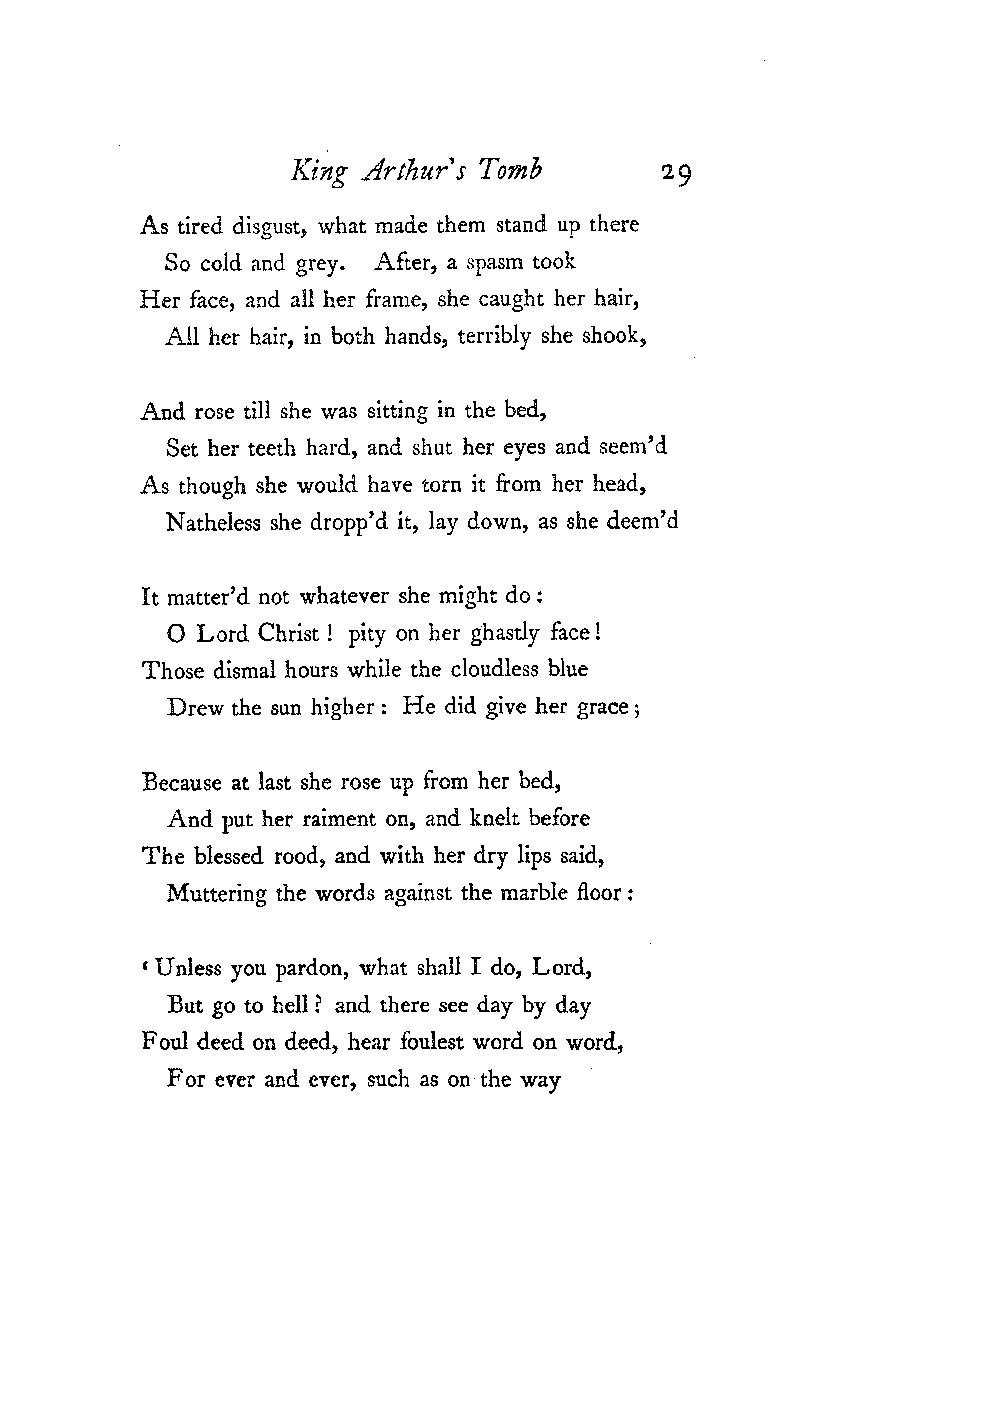 King Arthur's Tomb 29
As tired disgust, what made them stand up there
So cold and grey. After, a spasm took
Her face, and all her frame, she caught her hair,
All her hair, in both hands, terribly she shook,
And rose till she was sitting in the bed,
Set her teeth hard, and shut her eyes and seem'd
As though she would have torn it from her head,
Natheless she dropp'd it, lay down, as she deem'd
It matter'd not whatever she might do :
O Lord Christ ! pity on her ghastly face !
Those dismal hours while the cloudless blue
Drew the sun higher : He did give her grace ;
Because at last she rose up from her bed,
And put her raiment on, and knelt before
The blessed rood, and with her dry lips said,
Muttering the words against the marble floor :
‘ Unless you pardon, what shall I do, Lord,
But go to hell ? and there see day by day
Foul deed on deed, hear foulest word on word,
For ever and ever, such as on the way